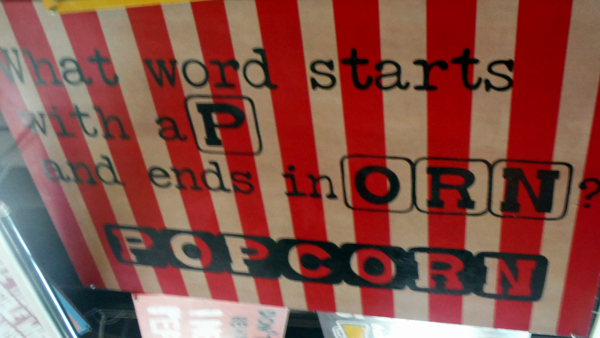 What word starts
with a P
and ends in ORN?
POPCORN